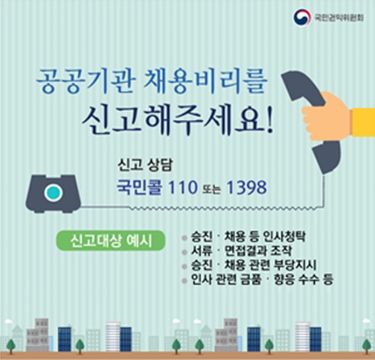 국민권익위원회
공공기관 채용비리를
신고해주세요!
신고 상담
국민콜 110 또는 1398
신고대상 예시
· 승진 · 채용 등 인사청탁
· 서류 · 면접결과 조작
· 승진 · 채용 관련 부당지시
· 인사 관련 금품 · 향응 수수 등